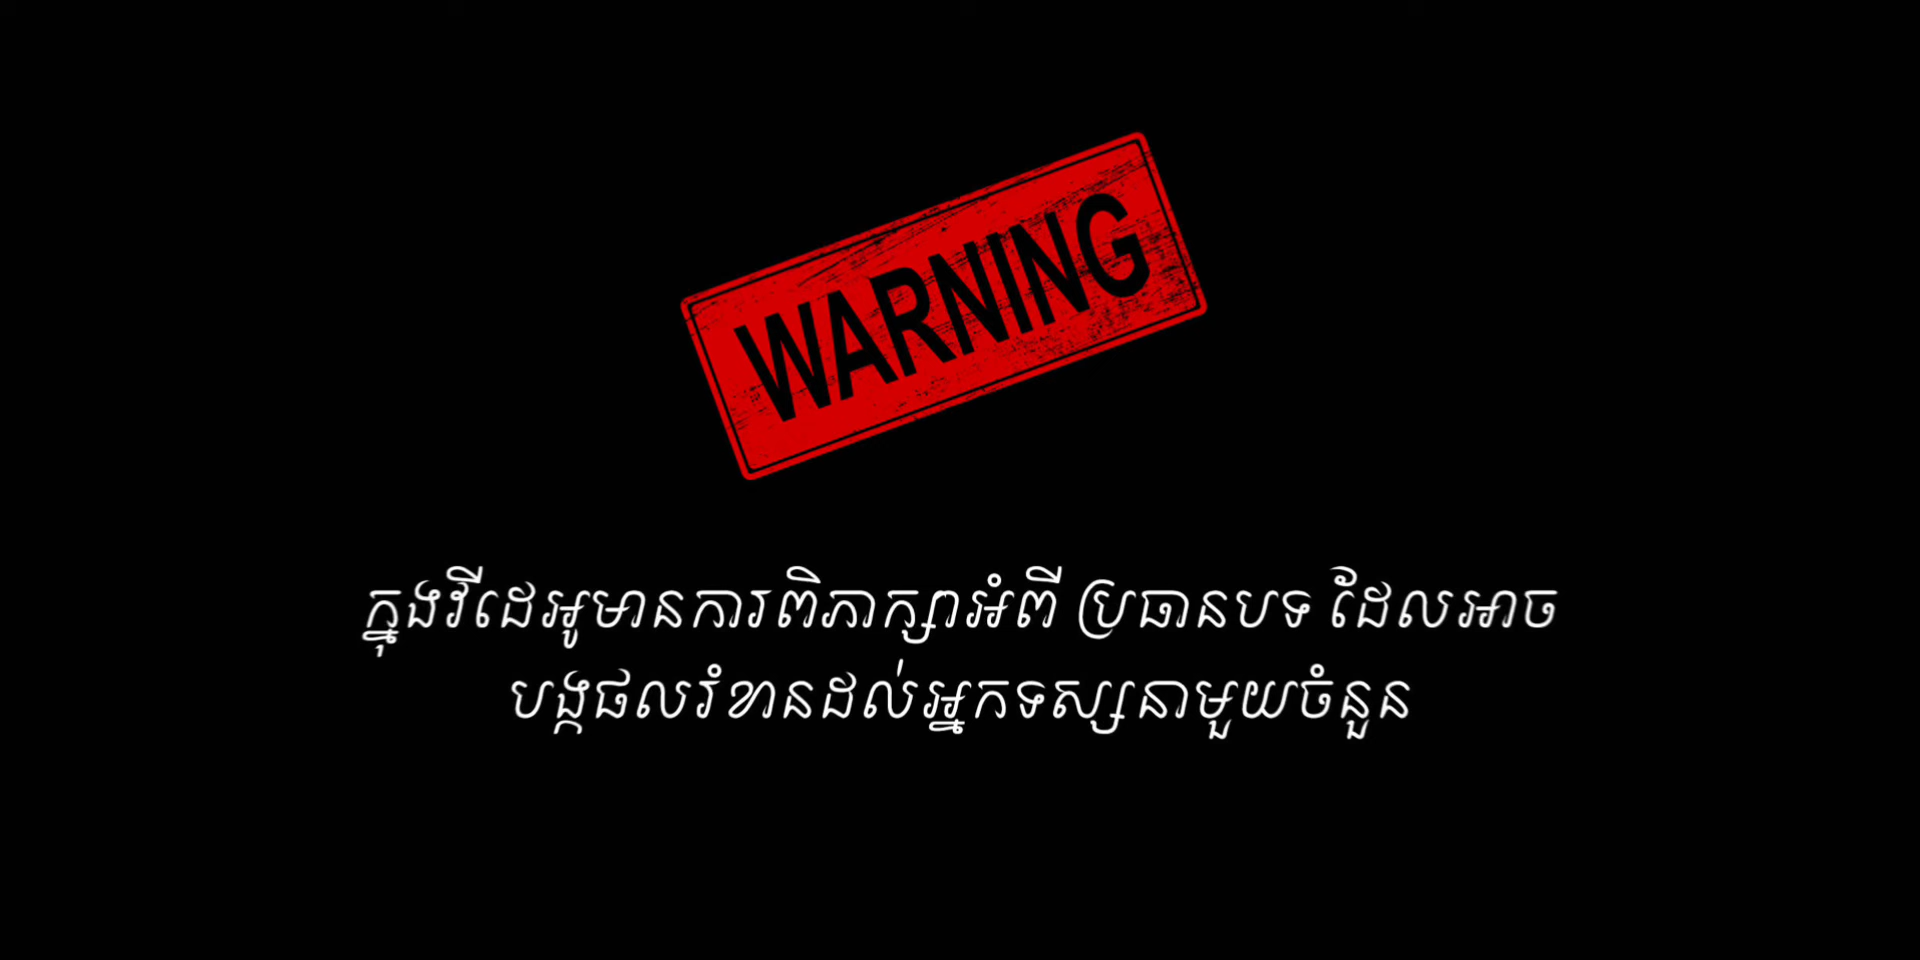 WARNING
ក្នុងវីដេអូមានការពិភាក្សាអំពី ប្រធានបទ ដែលអាច
បង្កផលរំខានដល់អ្នកទស្សនាមួយចំនួន